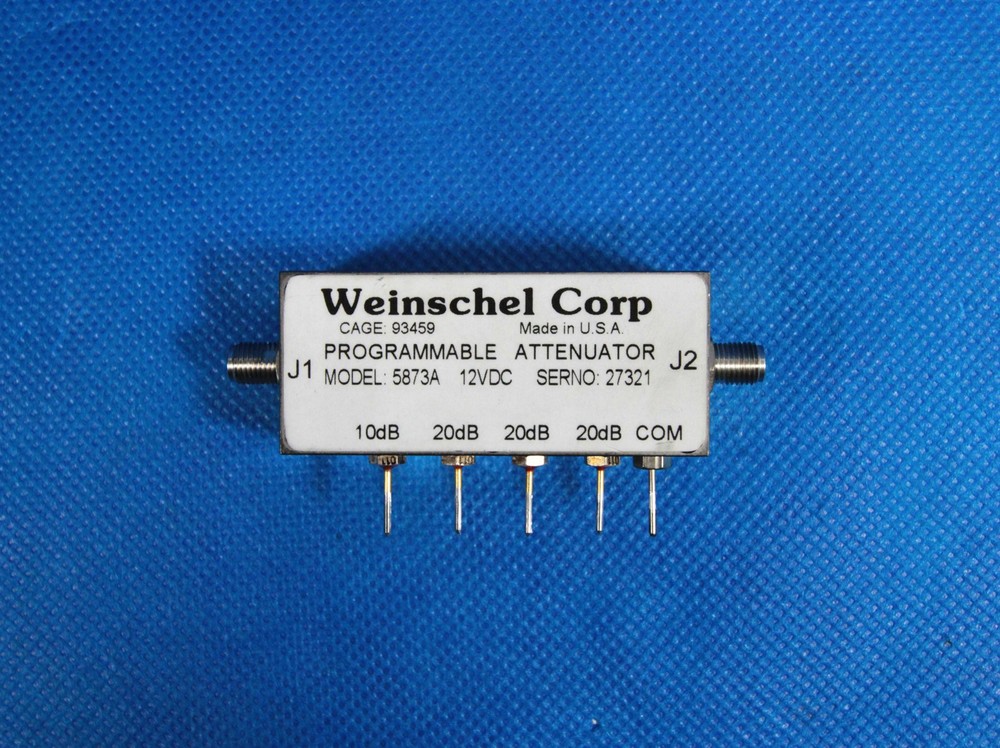 Weinschel Corp
CAGE: 93459 Made in U.S.A.
J1 PROGRAMMABLE ATTENUATOR J2
MODEL: 5873A 12VDC SERNO: 27321
10dB 20dB 20dB 20dB COM